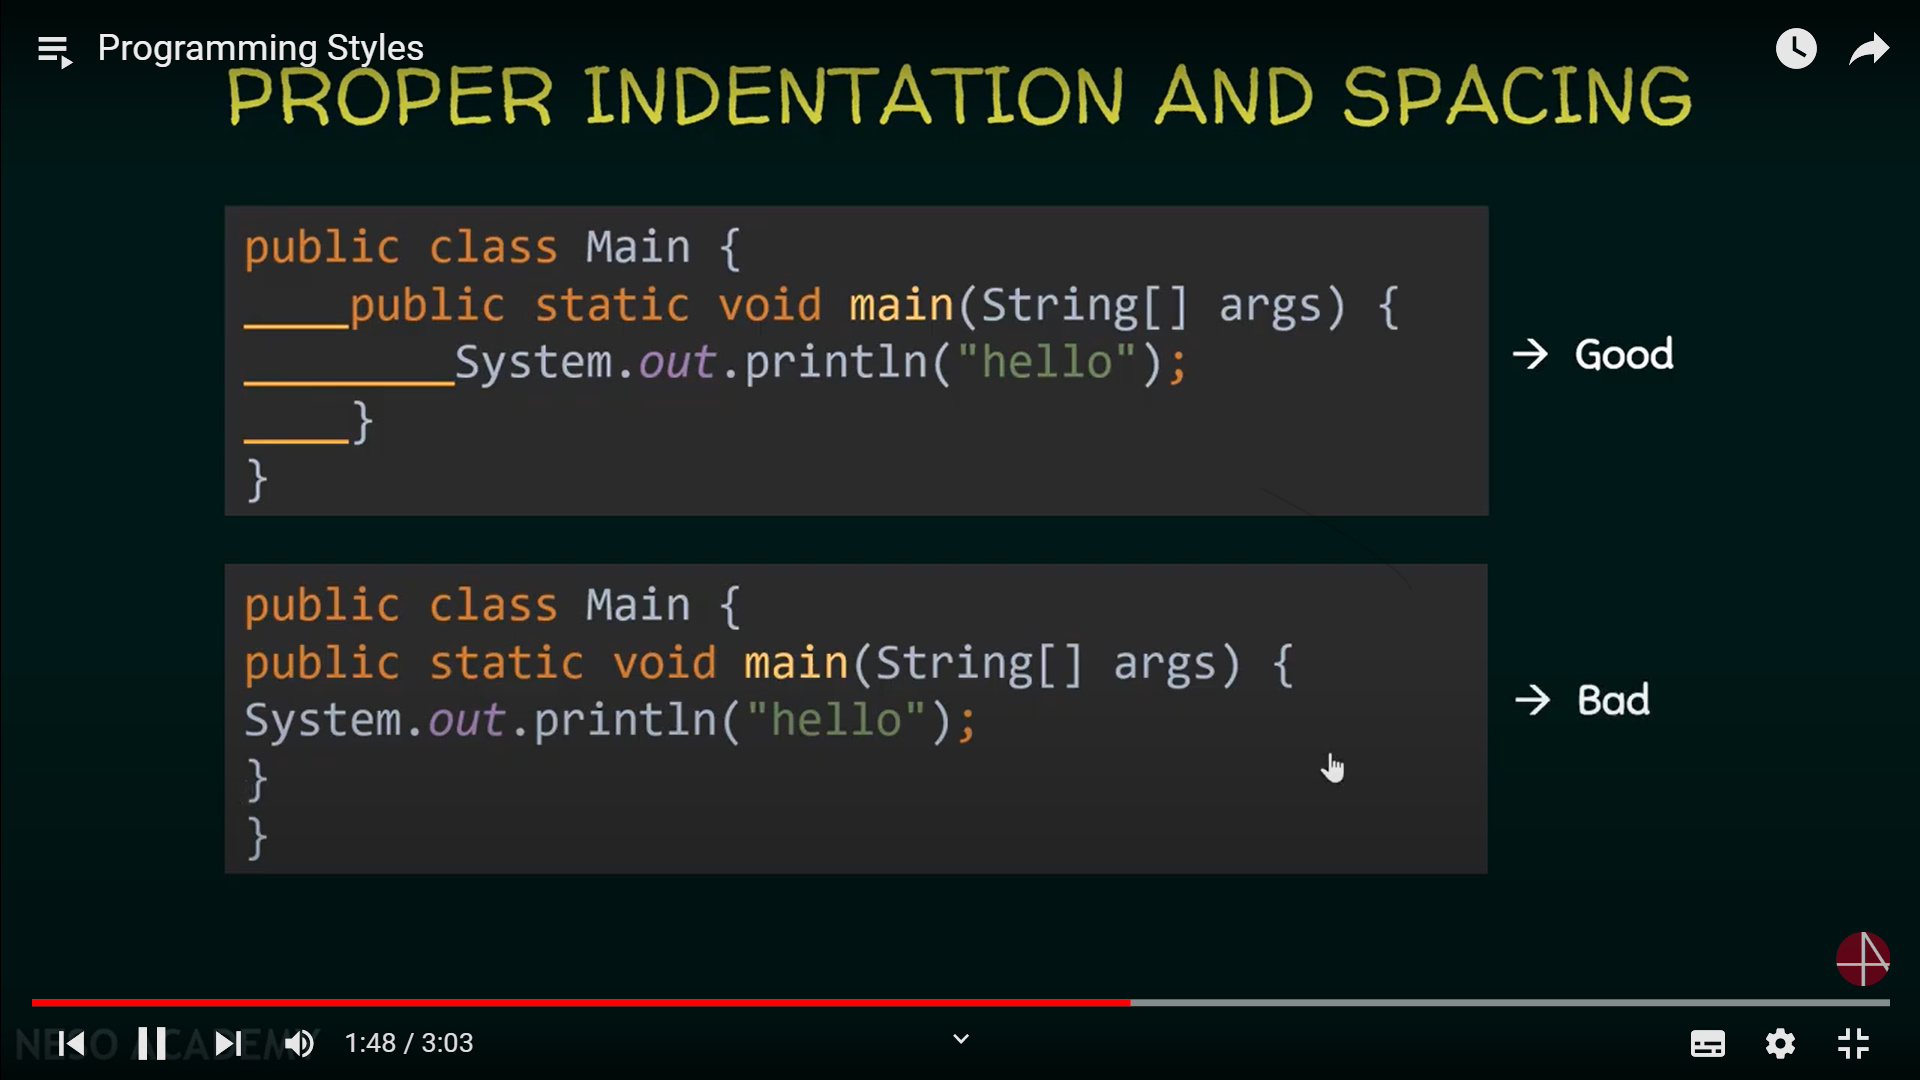 Programming Styles
PROPER INDENTATION AND SPACING
public class Main {
____public static void main(String[] args) {
________System.out.println("hello");
____}
}
→ Good
public class Main {
public static void main(String[] args) {
System.out.println("hello");
}
}
→ Bad
NESO ACADEMY
1:48 / 3:03